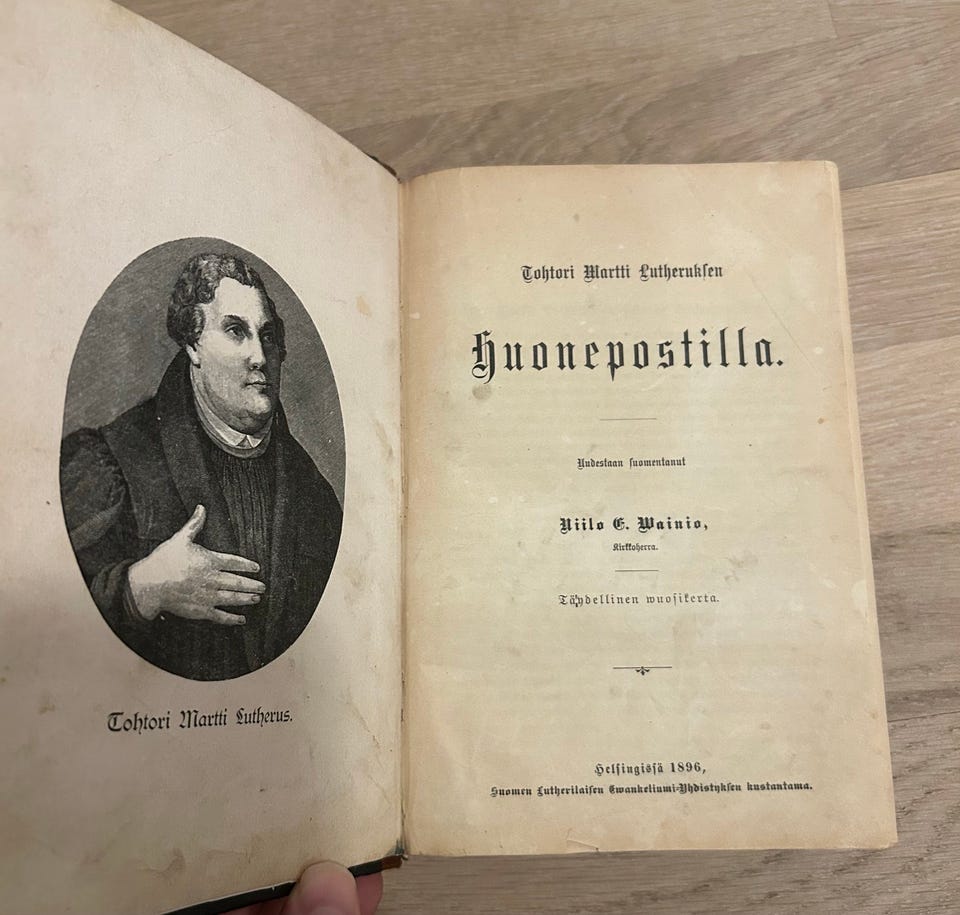 Tohtori Martti Lutherus.
Tohtori Martti Lutheruksen
Huonepostilla.
Uudestaan suomentanut
Niilo E. Wainio,
Kirkkoherra.
Täydellinen wuosikerta.
Helsingissä 1896,
Suomen Lutherilaisen Ewankeliumi-Yhdistyksen kustantama.